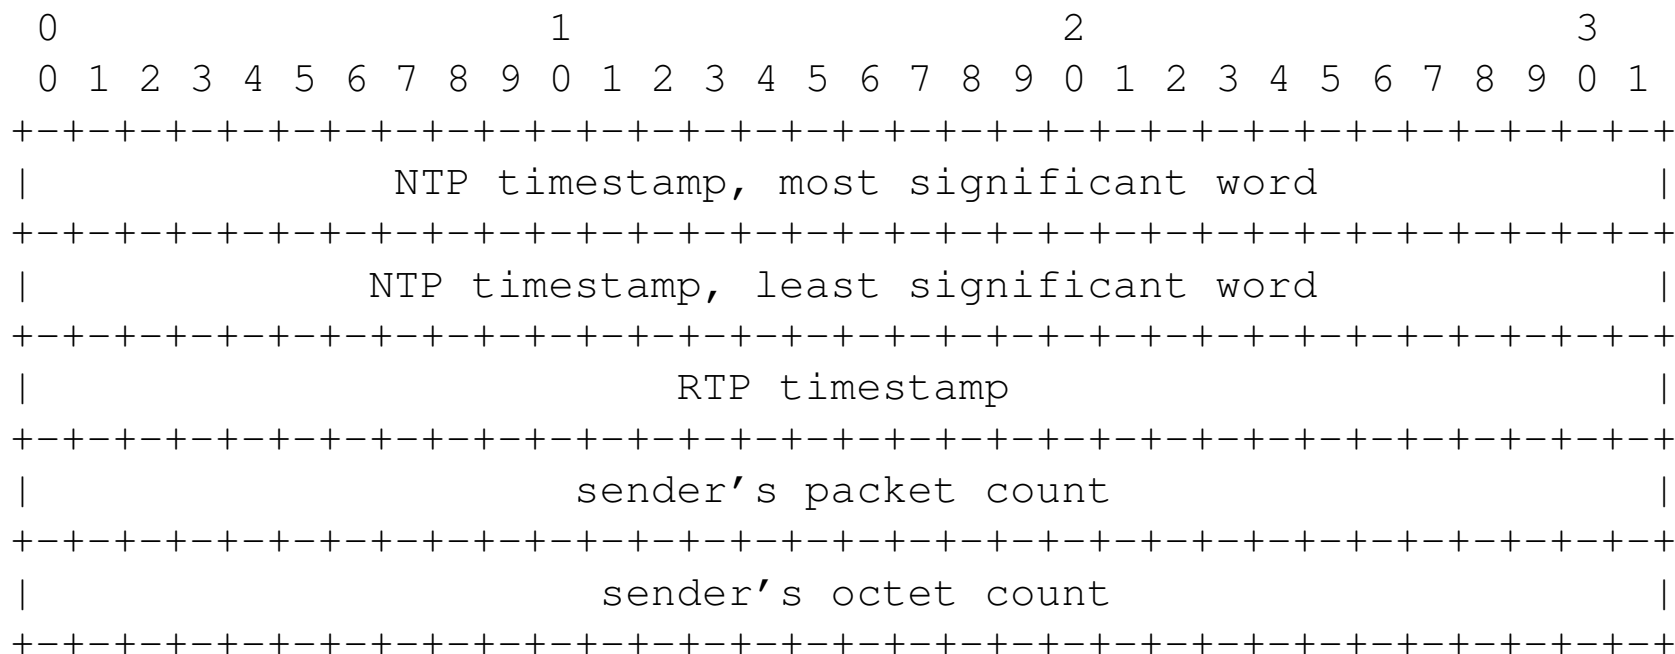 0                   1                   2                   3
0 1 2 3 4 5 6 7 8 9 0 1 2 3 4 5 6 7 8 9 0 1 2 3 4 5 6 7 8 9 0 1
+-+-+-+-+-+-+-+-+-+-+-+-+-+-+-+-+-+-+-+-+-+-+-+-+-+-+-+-+-+-+-+-+
|              NTP timestamp, most significant word             |
+-+-+-+-+-+-+-+-+-+-+-+-+-+-+-+-+-+-+-+-+-+-+-+-+-+-+-+-+-+-+-+-+
|             NTP timestamp, least significant word             |
+-+-+-+-+-+-+-+-+-+-+-+-+-+-+-+-+-+-+-+-+-+-+-+-+-+-+-+-+-+-+-+-+
|                         RTP timestamp                         |
+-+-+-+-+-+-+-+-+-+-+-+-+-+-+-+-+-+-+-+-+-+-+-+-+-+-+-+-+-+-+-+-+
|                     sender’s packet count                     |
+-+-+-+-+-+-+-+-+-+-+-+-+-+-+-+-+-+-+-+-+-+-+-+-+-+-+-+-+-+-+-+-+
|                      sender’s octet count                     |
+-+-+-+-+-+-+-+-+-+-+-+-+-+-+-+-+-+-+-+-+-+-+-+-+-+-+-+-+-+-+-+-+